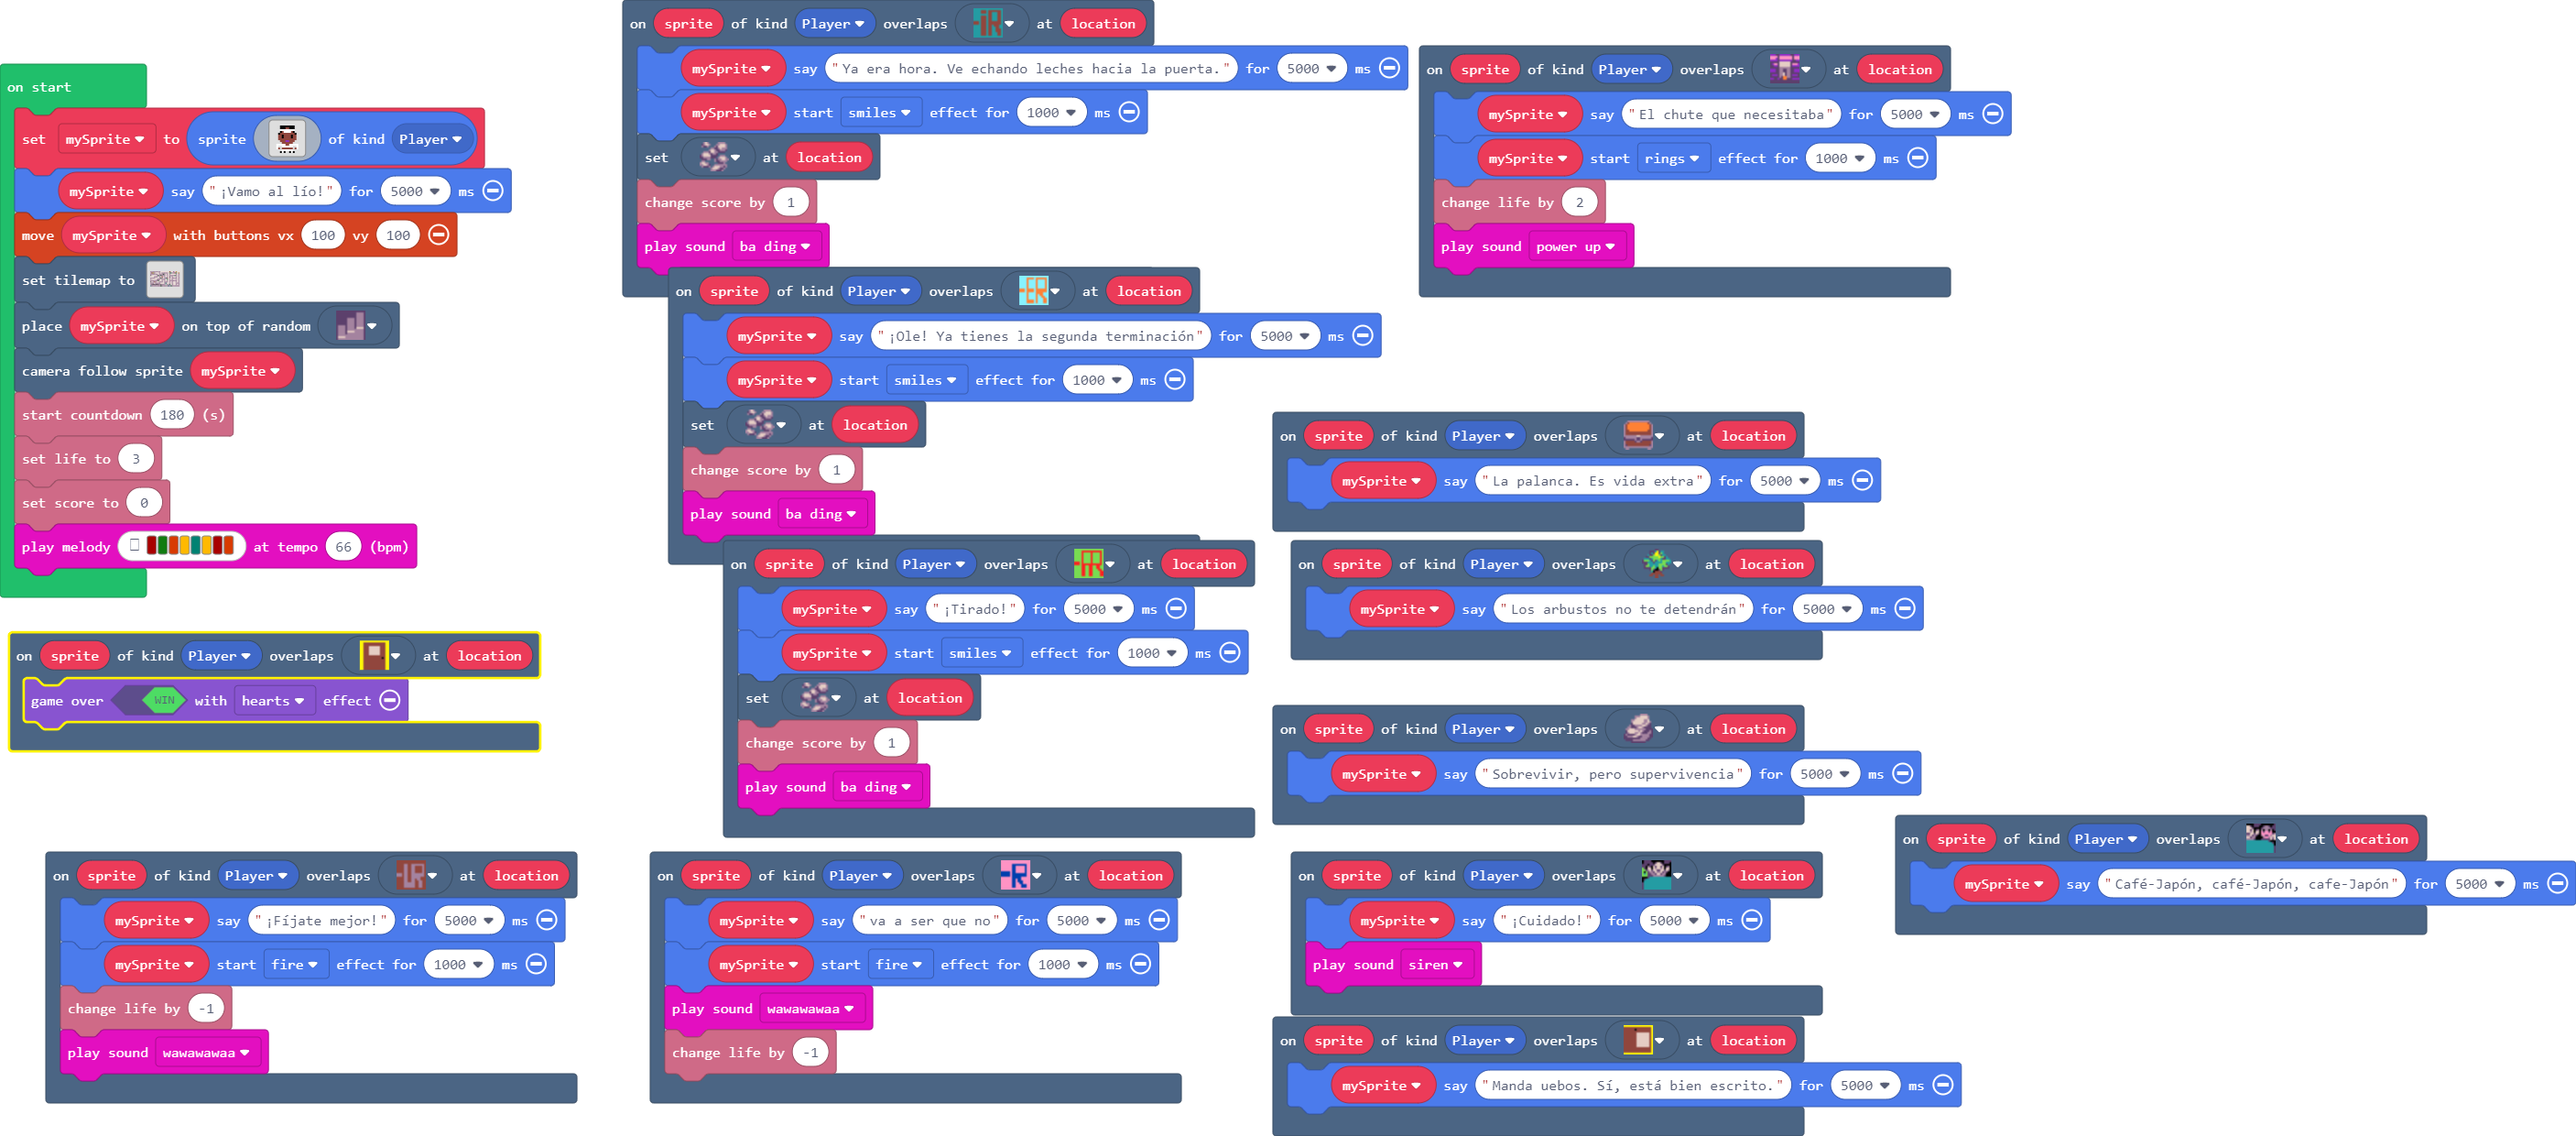 on start
set mySprite to sprite of kind Player
mySprite say "¡Vamo al lío!" for 5000 ms
move mySprite with buttons vx 100 vy 100
set tilemap to
place mySprite on top of random
camera follow sprite mySprite
start countdown 180 (s)
set life to 3
set score to 0
play melody at tempo 66 (bpm)
on sprite of kind Player overlaps at location
game over WIN with hearts effect
on sprite of kind Player overlaps -UR at location
mySprite say "¡Fíjate mejor!" for 5000 ms
mySprite start fire effect for 1000 ms
change life by -1
play sound wawawawaa
on sprite of kind Player overlaps -iR at location
mySprite say "Ya era hora. Ve echando leches hacia la puerta." for 5000 ms
mySprite start smiles effect for 1000 ms
set at location
change score by 1
play sound ba ding
on sprite of kind Player overlaps -ER at location
mySprite say "¡Ole! Ya tienes la segunda terminación" for 5000 ms
mySprite start smiles effect for 1000 ms
set at location
change score by 1
play sound ba ding
on sprite of kind Player overlaps at location
mySprite say "¡Tirado!" for 5000 ms
mySprite start smiles effect for 1000 ms
set at location
change score by 1
play sound ba ding
on sprite of kind Player overlaps -R at location
mySprite say "va a ser que no" for 5000 ms
mySprite start fire effect for 1000 ms
play sound wawawawaa
change life by -1
on sprite of kind Player overlaps at location
mySprite say "El chute que necesitaba" for 5000 ms
mySprite start rings effect for 1000 ms
change life by 2
play sound power up
on sprite of kind Player overlaps at location
mySprite say "La palanca. Es vida extra" for 5000 ms
on sprite of kind Player overlaps at location
mySprite say "Los arbustos no te detendrán" for 5000 ms
on sprite of kind Player overlaps at location
mySprite say "Sobrevivir, pero supervivencia" for 5000 ms
on sprite of kind Player overlaps at location
mySprite say "¡Cuidado!" for 5000 ms
play sound siren
on sprite of kind Player overlaps at location
mySprite say "Manda uebos. Sí, está bien escrito." for 5000 ms
on sprite of kind Player overlaps at location
mySprite say "Café-Japón, café-Japón, cafe-Japón" for 5000 ms